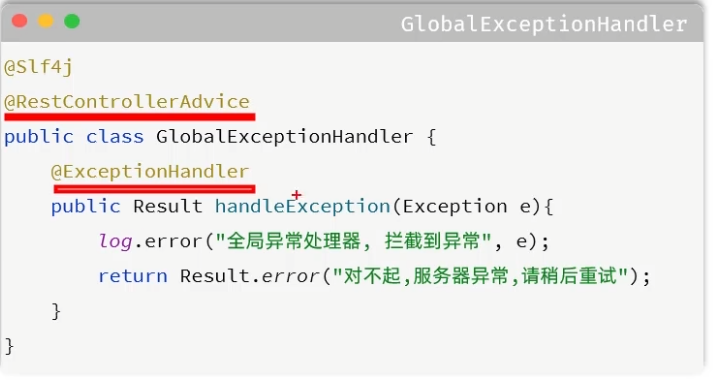 GlobalExceptionHandler
@Slf4j
@RestControllerAdvice
public class GlobalExceptionHandler {
@ExceptionHandler
public Result handleException(Exception e){
log.error("全局异常处理器, 拦截到异常", e);
return Result.error("对不起,服务器异常,请稍后重试");
}
}